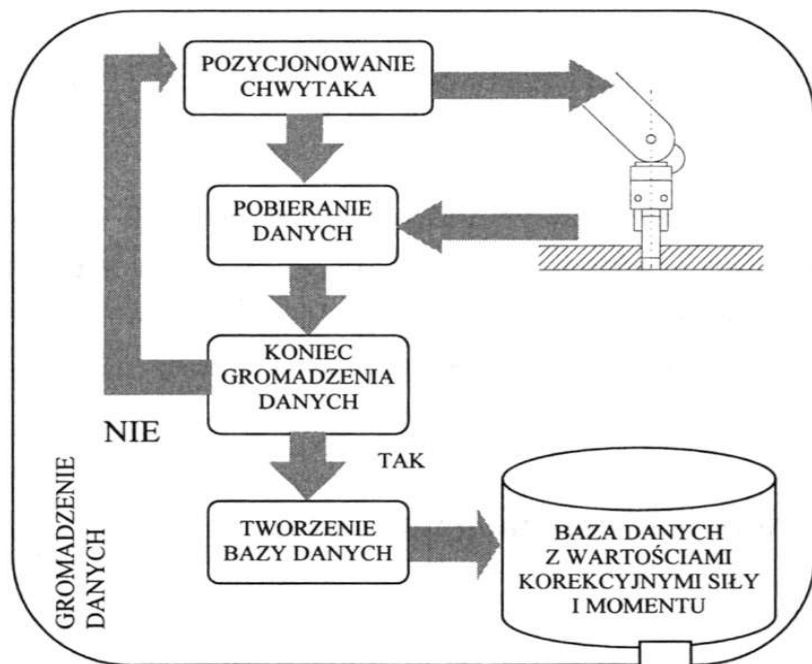 POZYCJONOWANIE
CHWYTAKA
POBIERANIE
DANYCH
KONIEC
GROMADZENIA
DANYCH
NIE
TAK
TWORZENIE
BAZY DANYCH
BAZA DANYCH
Z WARTOŚCIAMI
KOREKCYJNYMI SIŁY
I MOMENTU
GROMADZENIE
DANYCH